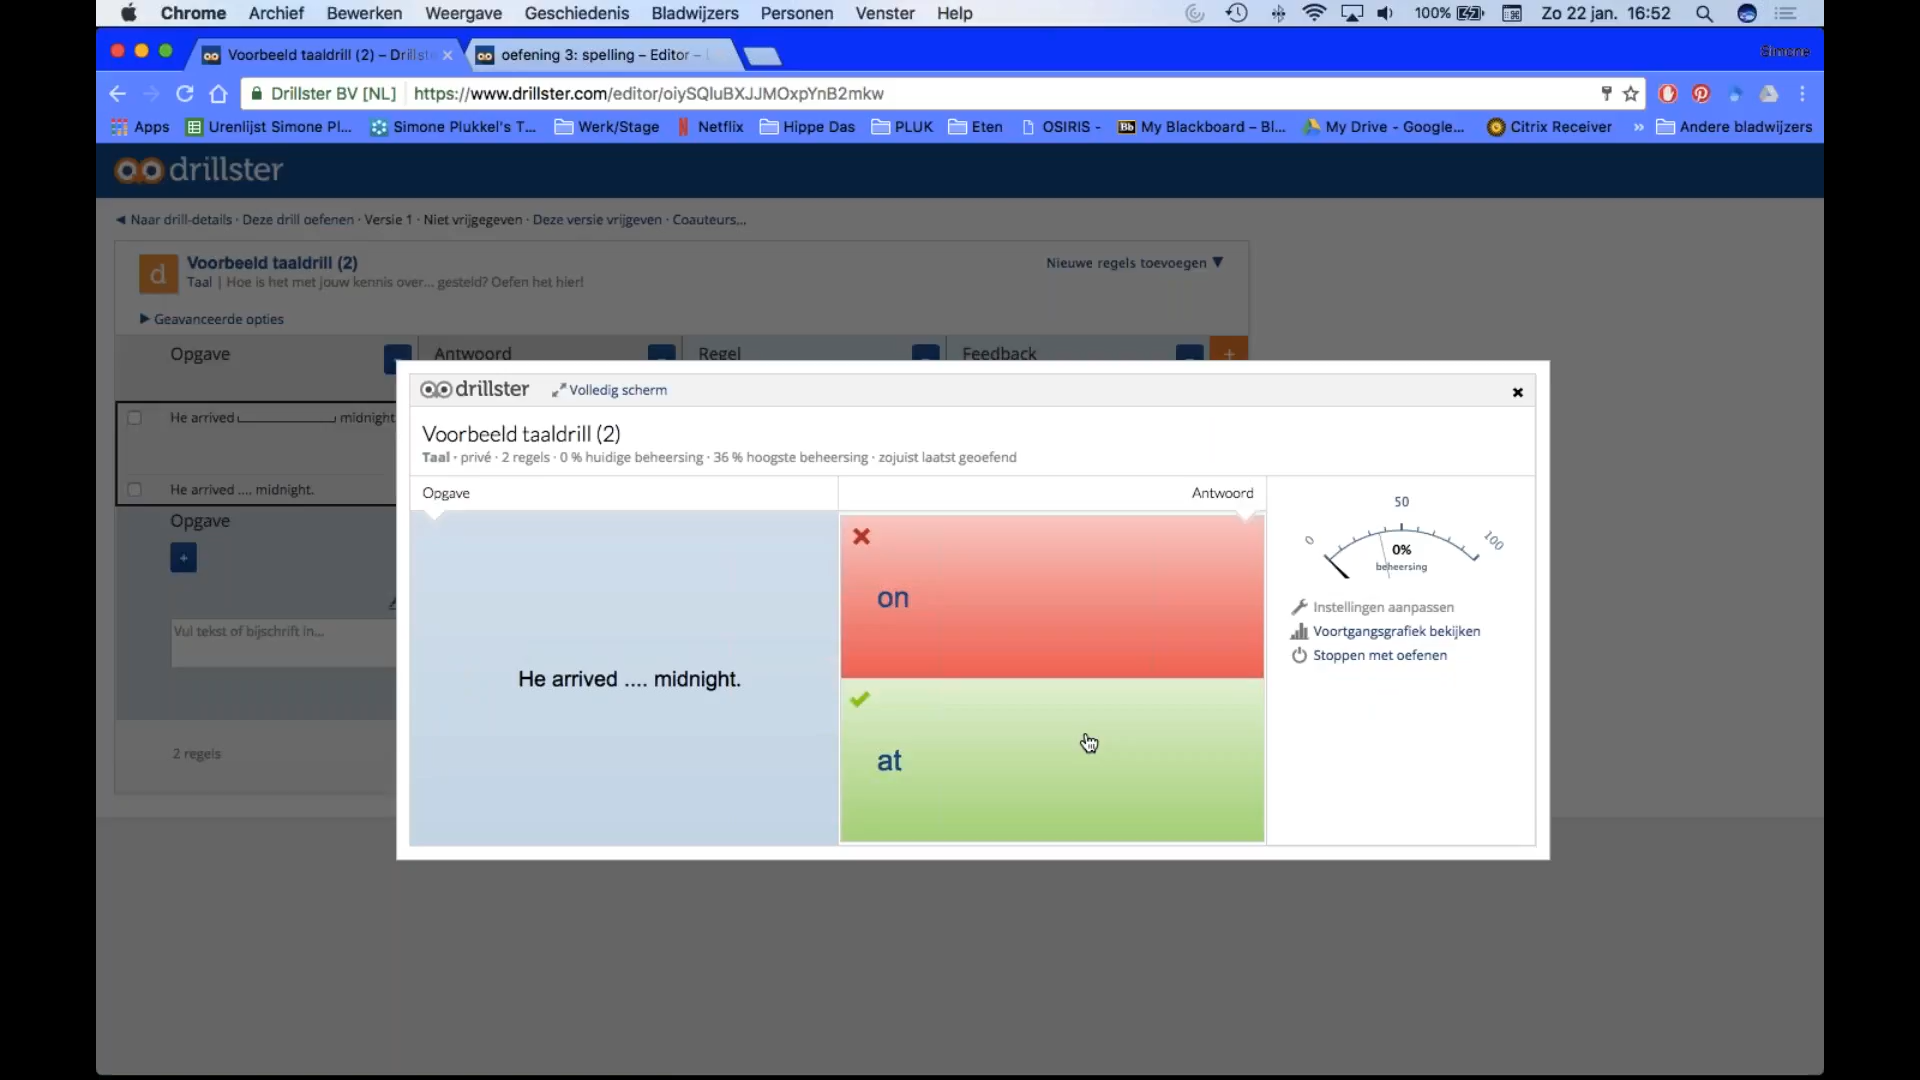 Chrome Archief Bewerken Weergave Geschiedenis Bladwijzers Personen Venster Help 100% Zo 22 jan. 16:52
Voorbeeld taaldrill (2) – Drillst oefening 3: spelling – Editor – Simone
Drillster BV [NL] https://www.drillster.com/editor/oiySQIuBXJJMOxpYnB2mkw
Apps Urenlijst Simone Pl... Simone Plukkel's T... Werk/Stage Netflix Hippe Das PLUK Eten OSIRIS - Bb My Blackboard – Bl... My Drive - Google... Citrix Receiver » Andere bladwijzers
drillster
◀ Naar drill-details · Deze drill oefenen · Versie 1 · Niet vrijgegeven · Deze versie vrijgeven · Coauteurs...
d Voorbeeld taaldrill (2) Nieuwe regels toevoegen ▼
Taal | Hoe is het met jouw kennis over... gesteld? Oefen het hier!
▶ Geavanceerde opties
Opgave Antwoord Regel Feedback +
drillster Volledig scherm ×
He arrived midnight
Voorbeeld taaldrill (2)
Taal · privé · 2 regels · 0 % huidige beheersing · 36 % hoogste beheersing · zojuist laatst geoefend
He arrived .... midnight.
Opgave Antwoord
Opgave
+
Vul tekst of bijschrift in...
2 regels
He arrived .... midnight.
on
at
50
0 100
0%
beheersing
Instellingen aanpassen
Voortgangsgrafiek bekijken
Stoppen met oefenen